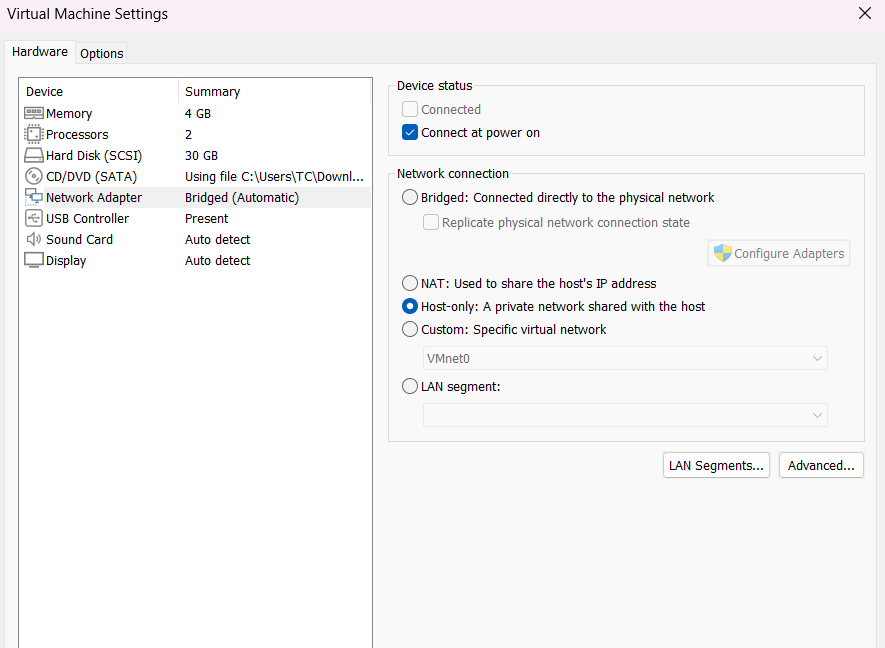 Virtual Machine Settings
Hardware
Options
Device Summary
Memory 4 GB
Processors 2
Hard Disk (SCSI) 30 GB
CD/DVD (SATA) Using file C:\Users\TC\Downl...
Network Adapter Bridged (Automatic)
USB Controller Present
Sound Card Auto detect
Display Auto detect
Device status
Connected
Connect at power on
Network connection
Bridged: Connected directly to the physical network
Replicate physical network connection state
Configure Adapters
NAT: Used to share the host's IP address
Host-only: A private network shared with the host
Custom: Specific virtual network
VMnet0
LAN segment:
LAN Segments...
Advanced...